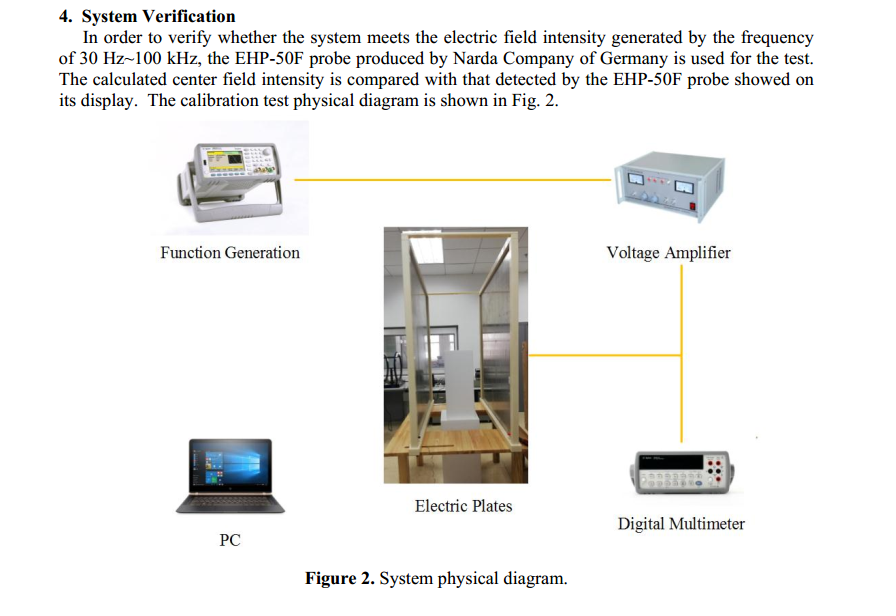 4. System Verification
In order to verify whether the system meets the electric field intensity generated by the frequency
of 30 Hz~100 kHz, the EHP-50F probe produced by Narda Company of Germany is used for the test.
The calculated center field intensity is compared with that detected by the EHP-50F probe showed on
its display. The calibration test physical diagram is shown in Fig. 2.
Function Generation
Voltage Amplifier
Electric Plates
Digital Multimeter
PC
Figure 2. System physical diagram.